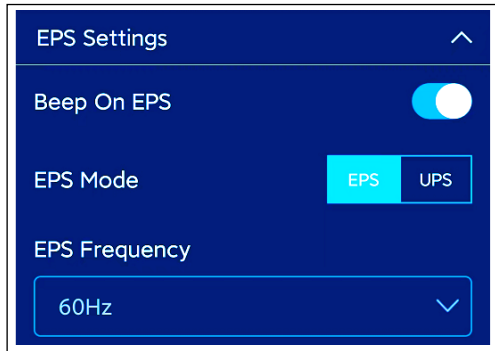 EPS Settings
Beep On EPS
EPS Mode EPS UPS
EPS Frequency
60Hz